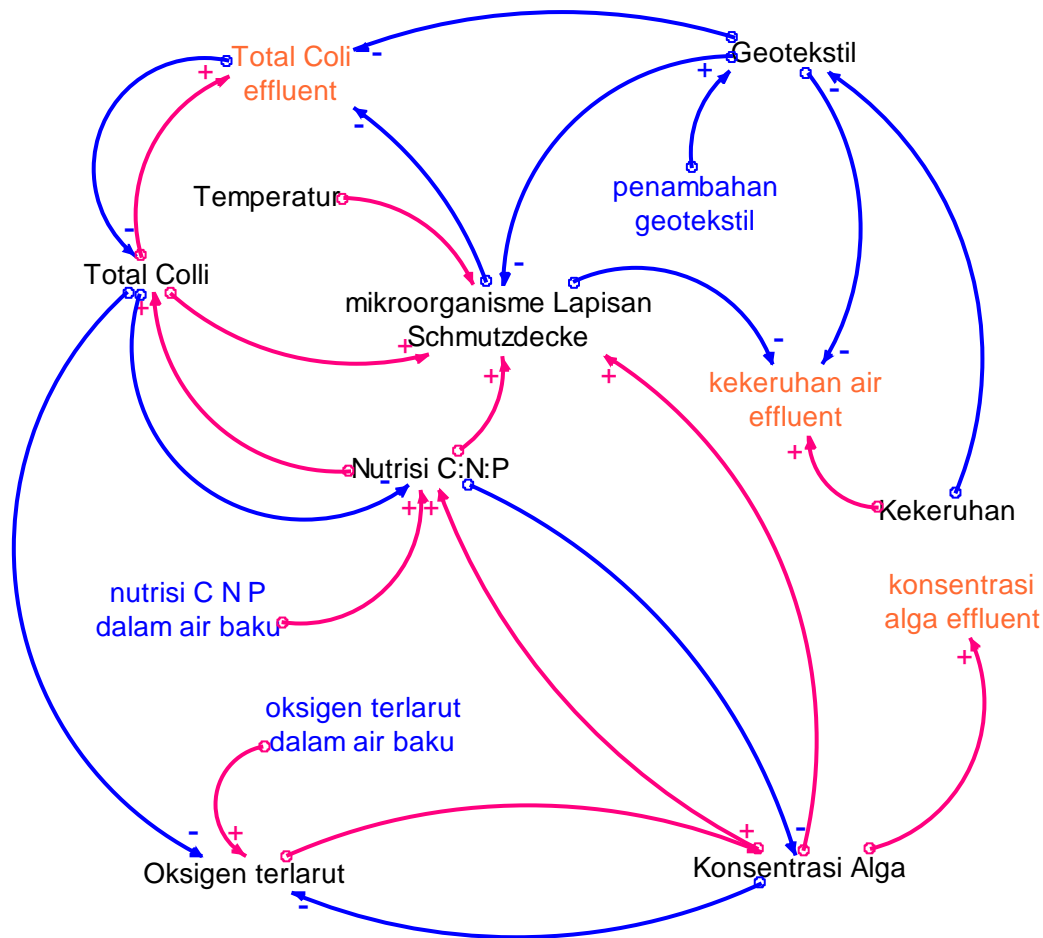 Total Coli
effluent
Geotekstil
penambahan
geotekstil
Temperatur
Total Colli
mikroorganisme Lapisan
Schmutzdecke
kekeruhan air
effluent
Nutrisi C:N:P
Kekeruhan
nutrisi C N P
dalam air baku
konsentrasi
alga effluent
oksigen terlarut
dalam air baku
Oksigen terlarut
Konsentrasi Alga